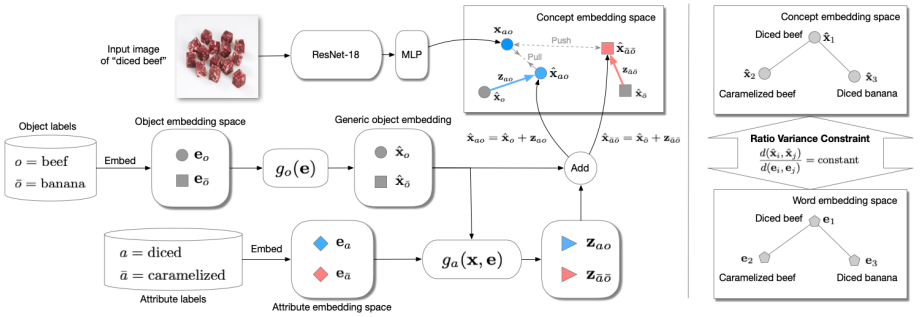 Input image
of "diced beef"
ResNet-18
MLP
Concept embedding space
x_ao
Push
x̂_āō
Pull
z_ao
x̂_ao
z_āō
x̂_o
x̂_ō
Object labels
o = beef
ō = banana
Embed
Object embedding space
e_o
e_ō
g_o(e)
Generic object embedding
x̂_o
x̂_ō
x̂_ao = x̂_o + z_ao
x̂_āō = x̂_ō + z_āō
Add
a = diced
ā = caramelized
Attribute labels
Embed
e_a
e_ā
Attribute embedding space
g_a(x, e)
z_ao
z_āō
Concept embedding space
Diced beef
x̂_1
x̂_2
x̂_3
Caramelized beef
Diced banana
Ratio Variance Constraint
d(x̂_i, x̂_j) / d(e_i, e_j) = constant
Word embedding space
Diced beef
e_1
e_2
e_3
Caramelized beef
Diced banana